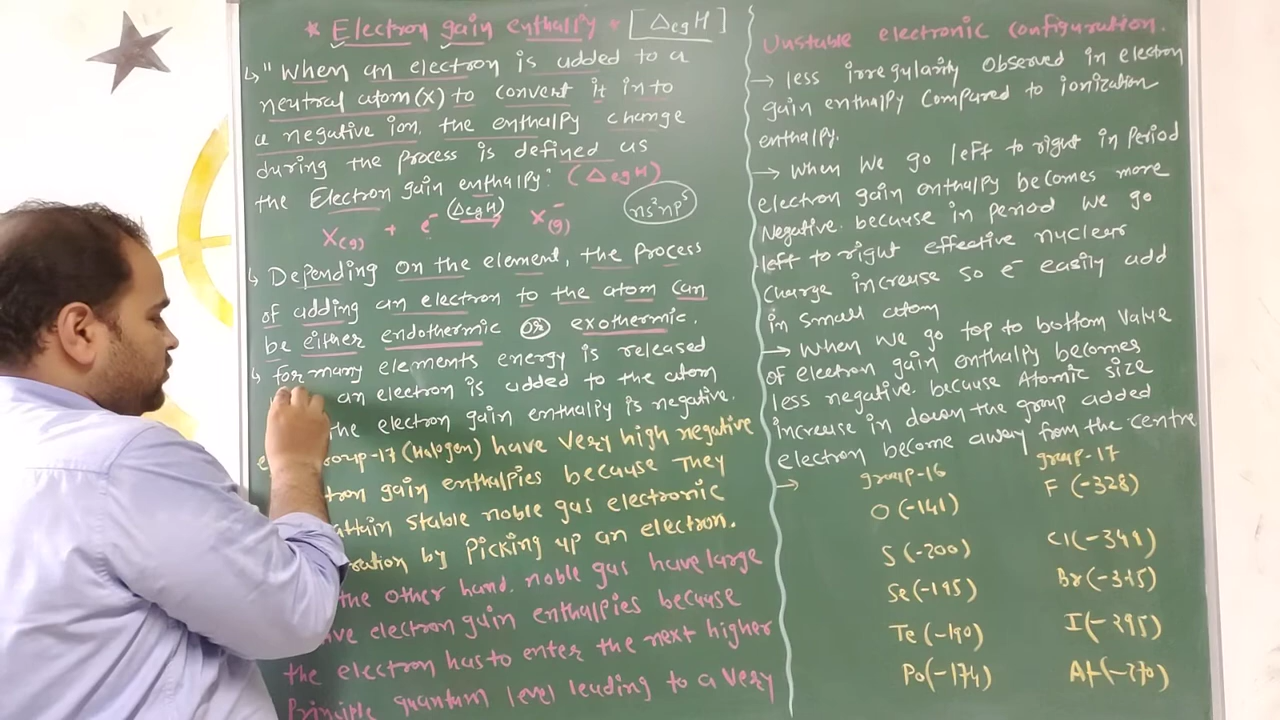 * Electron gain enthalpy * [ΔegH]
↳ "When an electron is added to a
neutral atom(X) to convert it in to
a negative ion, the enthalpy change
during the process is defined as
the Electron gain enthalpy." (ΔegH)
X(g) + e⁻ (ΔegH) → X⁻(g)
ns²np⁵
↳ Depending on the element, the process
of adding an electron to the atom can
be either endothermic or exothermic.
↳ for many elements energy is released
an electron is added to the atom
the electron gain enthalpy is negative.
group-17 (halogen) have very high negative
tron gain enthalpies because they
attain stable noble gas electronic
ration by picking up an electron.
the other hand. noble gas have large
ive electron gain enthalpies because
the electron has to enter the next higher
Principle quantum level leading to a very
Unstable electronic configuration.
→ less irregularity observed in electron
gain enthalpy compared to ionization
enthalpy.
→ When we go left to right in Period
electron gain enthalpy becomes more
Negative. because in period we go
left to right effective nuclear
charge increase so e⁻ easily add
in small atom
→ When we go top to bottom value
of electron gain enthalpy becomes
less negative. because Atomic size
increase in down the group added
electron become away from the centre
→ group-16 group-17
O (-141) F (-328)
S (-200) Cl (-349)
Se (-195) Br (-325)
Te (-190) I (-295)
Po (-174) At (-270)